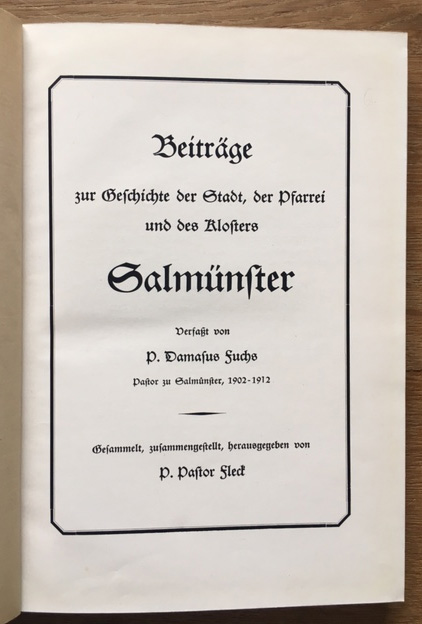 Beiträge
zur Geschichte der Stadt, der Pfarrei
und des Klosters
Salmünster
Verfaßt von
P. Damasus Fuchs
Pastor zu Salmünster, 1902-1912
Gesammelt, zusammengestellt, herausgegeben von
P. Pastor Fleck